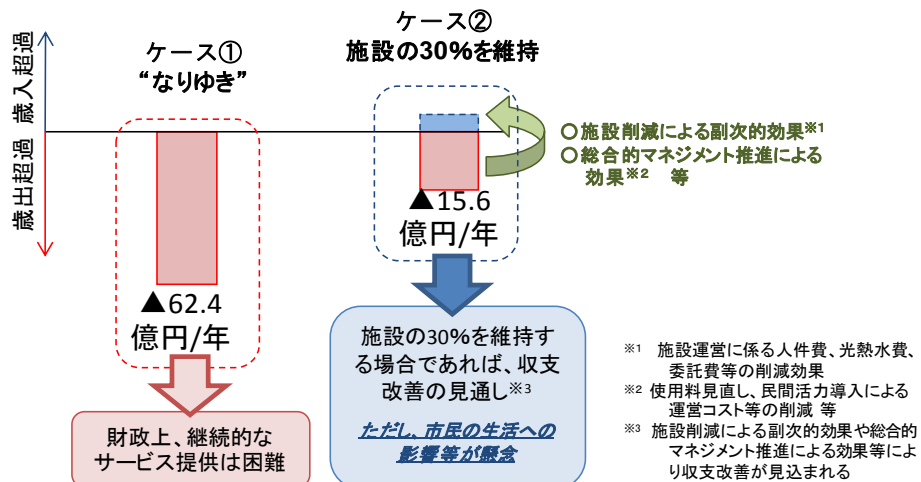 ケース①
“なりゆき”
ケース②
施設の30%を維持
歳入超過
歳出超過
▲62.4
億円/年
▲15.6
億円/年
○施設削減による副次的効果※1
○総合的マネジメント推進による
効果※2 等
財政上、継続的な
サービス提供は困難
施設の30%を維持す
る場合であれば、収支
改善の見通し※3
ただし、市民の生活への
影響等が懸念
※1 施設運営に係る人件費、光熱水費、
委託費等の削減効果
※2 使用料見直し、民間活力導入による
運営コスト等の削減 等
※3 施設削減による副次的効果や総合的
マネジメント推進による効果等によ
り収支改善が見込まれる